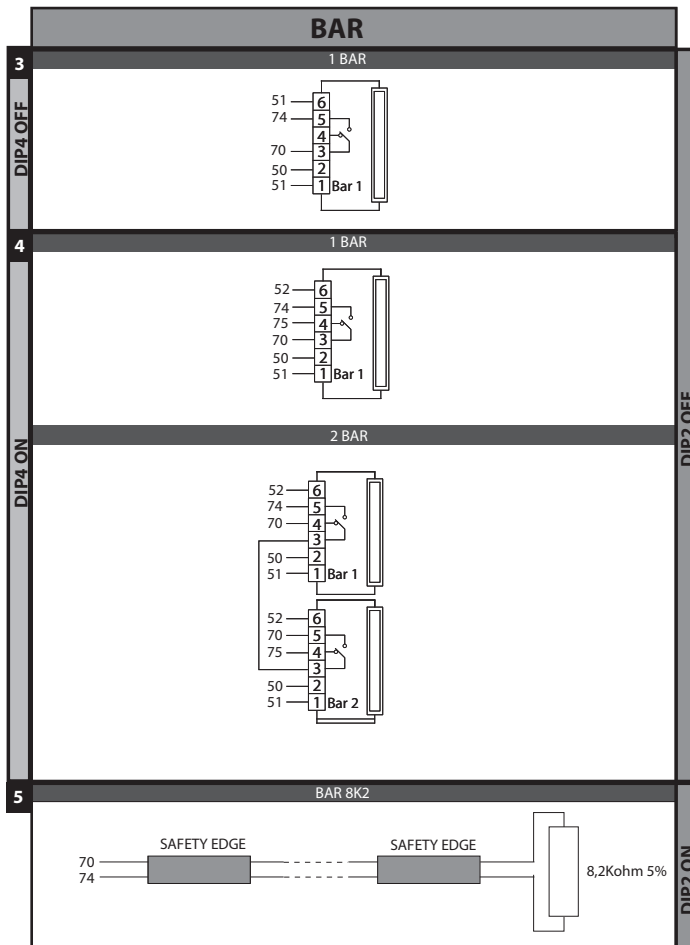 BAR
3
1 BAR
DIP4 OFF
51 6
74 5
4
70 3
50 2
51 1 Bar 1
4
1 BAR
DIP4 ON
52 6
74 5
75 4
70 3
50 2
51 1 Bar 1
2 BAR
52 6
74 5
70 4
3
50 2
51 1 Bar 1
52 6
70 5
75 4
3
50 2
51 1 Bar 2
DIP2 OFF
5
BAR 8K2
SAFETY EDGE SAFETY EDGE
70
74
8,2Kohm 5%
DIP2 ON